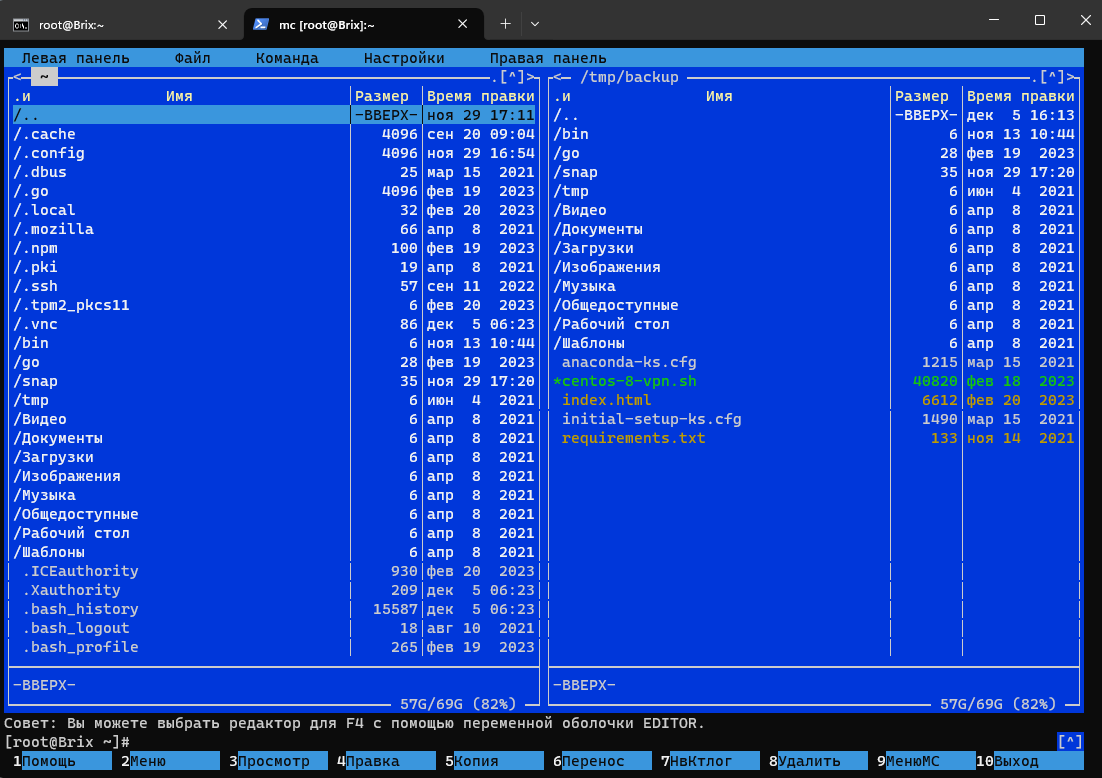 root@Brix:~ mc [root@Brix]:~
Левая панель Файл Команда Настройки Правая панель
<— ~ .[^]> <— /tmp/backup .[^]>
.и Имя Размер Время правки .и Имя Размер Время правки
/.. —ВВЕРХ— ноя 29 17:11 /.. —ВВЕРХ— дек 5 16:13
/.cache 4096 сен 20 09:04 /bin 6 ноя 13 10:44
/.config 4096 ноя 29 16:54 /go 28 фев 19 2023
/.dbus 25 мар 15 2021 /snap 35 ноя 29 17:20
/.go 4096 фев 19 2023 /tmp 6 июн 4 2021
/.local 32 фев 20 2023 /Видео 6 апр 8 2021
/.mozilla 66 апр 8 2021 /Документы 6 апр 8 2021
/.npm 100 фев 19 2023 /Загрузки 6 апр 8 2021
/.pki 19 апр 8 2021 /Изображения 6 апр 8 2021
/.ssh 57 сен 11 2022 /Музыка 6 апр 8 2021
/.tpm2_pkcs11 6 фев 20 2023 /Общедоступные 6 апр 8 2021
/.vnc 86 дек 5 06:23 /Рабочий стол 6 апр 8 2021
/bin 6 ноя 13 10:44 /Шаблоны 6 апр 8 2021
/go 28 фев 19 2023 anaconda-ks.cfg 1215 мар 15 2021
/snap 35 ноя 29 17:20 *centos-8-vpn.sh 40820 фев 18 2023
/tmp 6 июн 4 2021 index.html 6612 фев 20 2023
/Видео 6 апр 8 2021 initial-setup-ks.cfg 1490 мар 15 2021
/Документы 6 апр 8 2021 requirements.txt 133 ноя 14 2021
/Загрузки 6 апр 8 2021
/Изображения 6 апр 8 2021
/Музыка 6 апр 8 2021
/Общедоступные 6 апр 8 2021
/Рабочий стол 6 апр 8 2021
/Шаблоны 6 апр 8 2021
.ICEauthority 930 фев 20 2023
.Xauthority 209 дек 5 06:23
.bash_history 15587 дек 5 06:23
.bash_logout 18 авг 10 2021
.bash_profile 265 фев 19 2023
—ВВЕРХ— —ВВЕРХ—
57G/69G (82%) 57G/69G (82%)
Совет: Вы можете выбрать редактор для F4 с помощью переменной оболочки EDITOR.
[root@Brix ~]# [^]
1Помощь 2Меню 3Просмотр 4Правка 5Копия 6Перенос 7НвКтлог 8Удалить 9МенюMC 10Выход